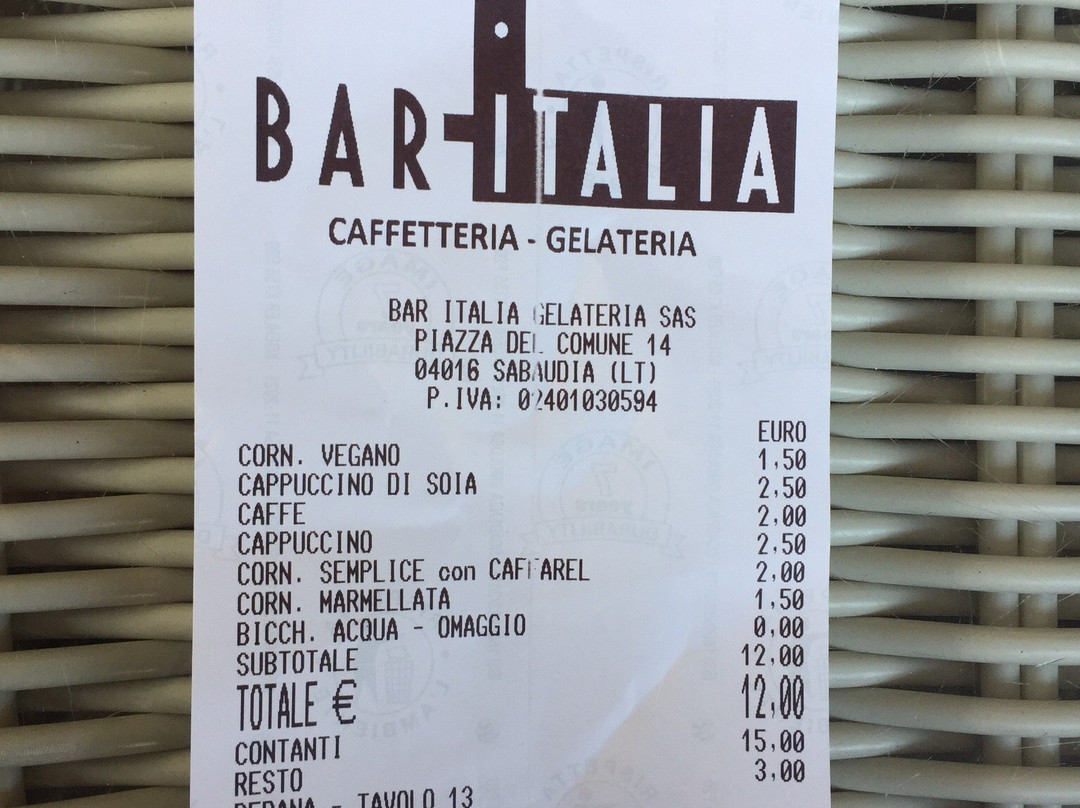 BAR ITALIA
CAFFETTERIA - GELATERIA
BAR ITALIA GELATERIA SAS
PIAZZA DEL COMUNE 14
04016 SABAUDIA (LT)
P.IVA: 02401030594
EURO
CORN. VEGANO 1,50
CAPPUCCINO DI SOIA 2,50
CAFFE 2,00
CAPPUCCINO 2,50
CORN. SEMPLICE con CAFFAREL 2,00
CORN. MARMELLATA 1,50
BICCH. ACQUA - OMAGGIO 0,00
SUBTOTALE 12,00
TOTALE € 12,00
CONTANTI 15,00
RESTO 3,00
- TAVOLO 13